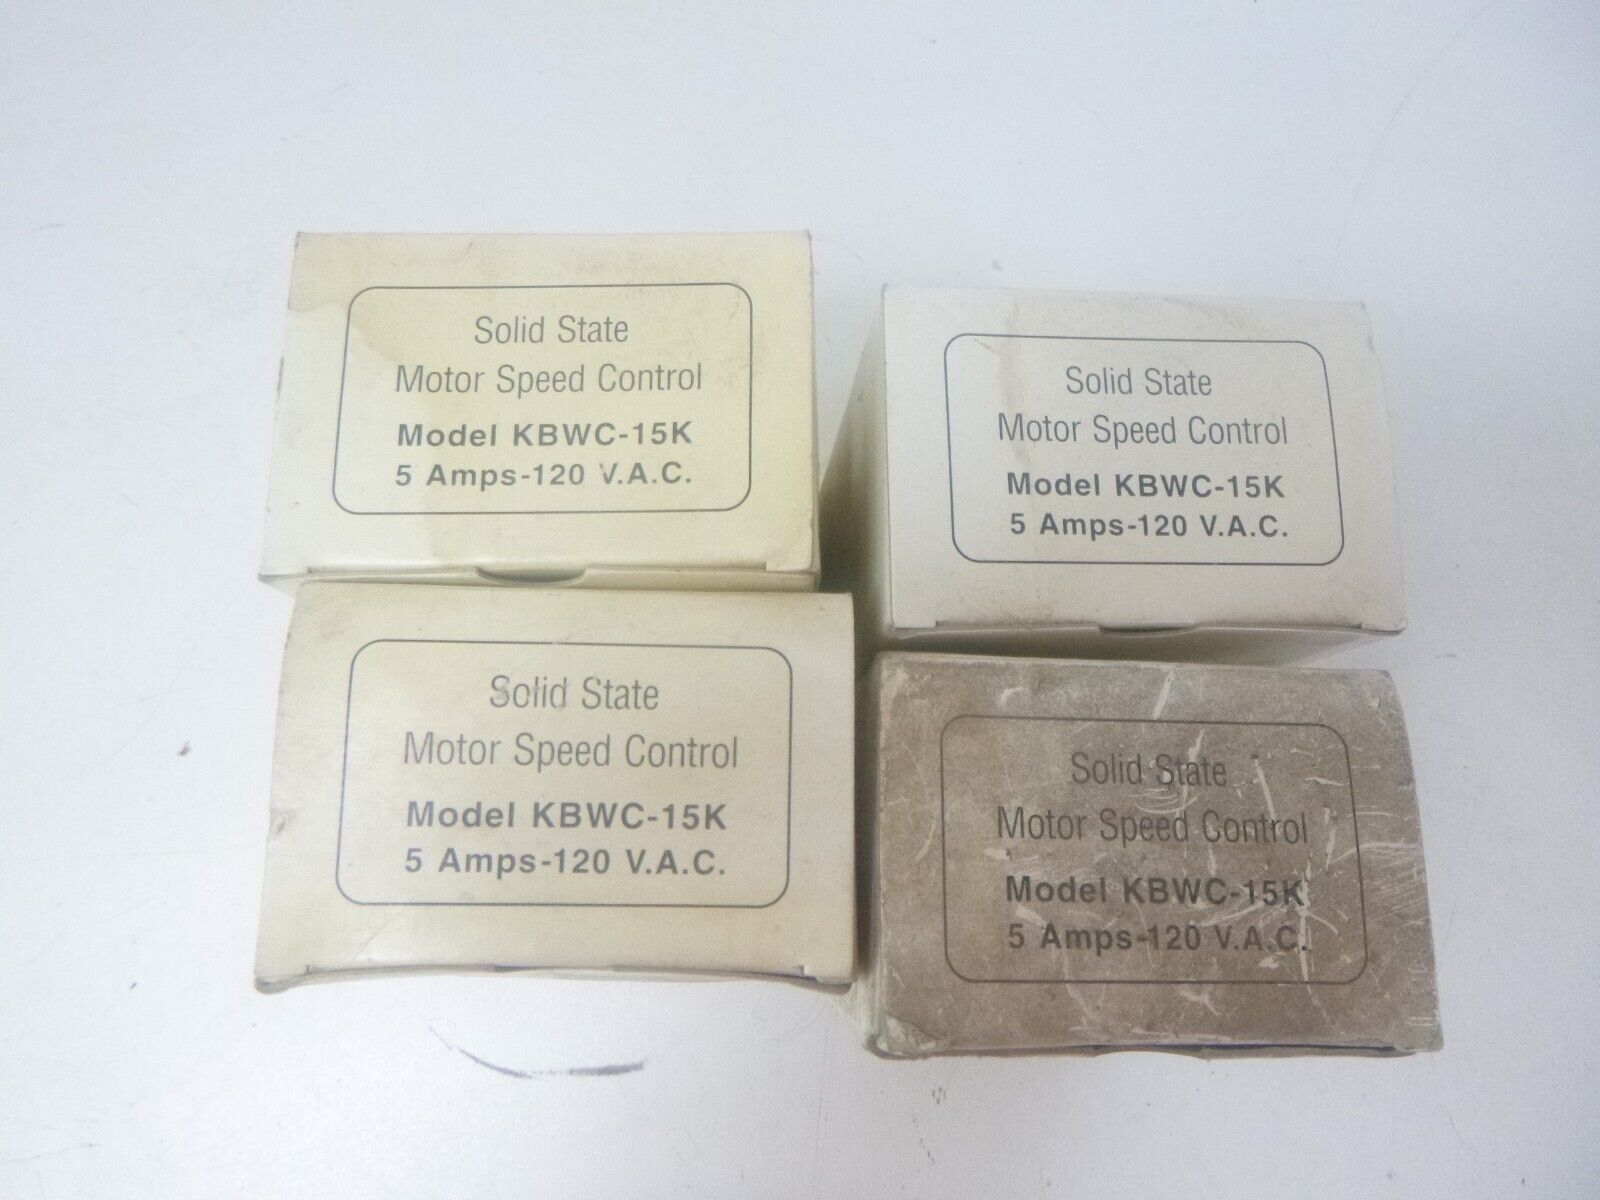 Solid State
Motor Speed Control
Model KBWC-15K
5 Amps-120 V.A.C.
Solid State
Motor Speed Control
Model KBWC-15K
5 Amps-120 V.A.C.
Solid State
Motor Speed Control
Model KBWC-15K
5 Amps-120 V.A.C.
Solid State
Motor Speed Control
Model KBWC-15K
5 Amps-120 V.A.C.